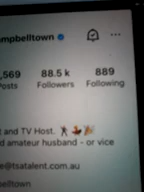 mpbelltown
,569 88.5 k 889
Posts Followers Following
t and TV Host.
d amateur husband - or vice
e@tsatalent.com.au
belltown